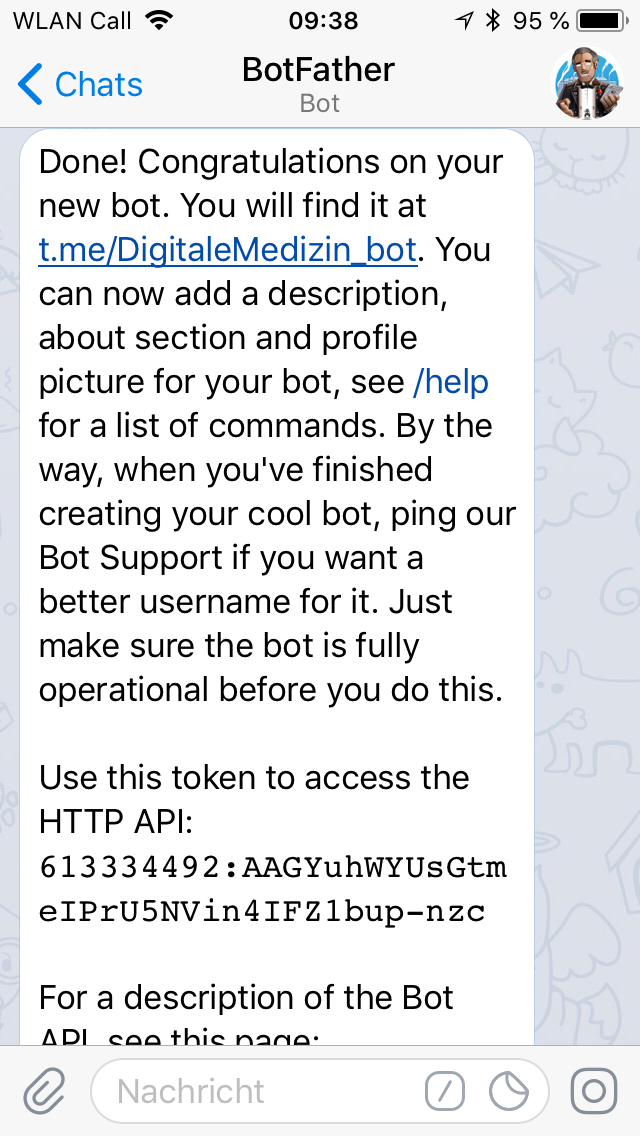 WLAN Call 09:38 95 %
Chats
BotFather
Bot
Done! Congratulations on your
new bot. You will find it at
t.me/DigitaleMedizin_bot. You
can now add a description,
about section and profile
picture for your bot, see /help
for a list of commands. By the
way, when you've finished
creating your cool bot, ping our
Bot Support if you want a
better username for it. Just
make sure the bot is fully
operational before you do this.
Use this token to access the
HTTP API:
613334492:AAGYuhWYUsGtm
eIPrU5NVin4IFZ1bup-nzc
For a description of the Bot
API, see this page:
Nachricht